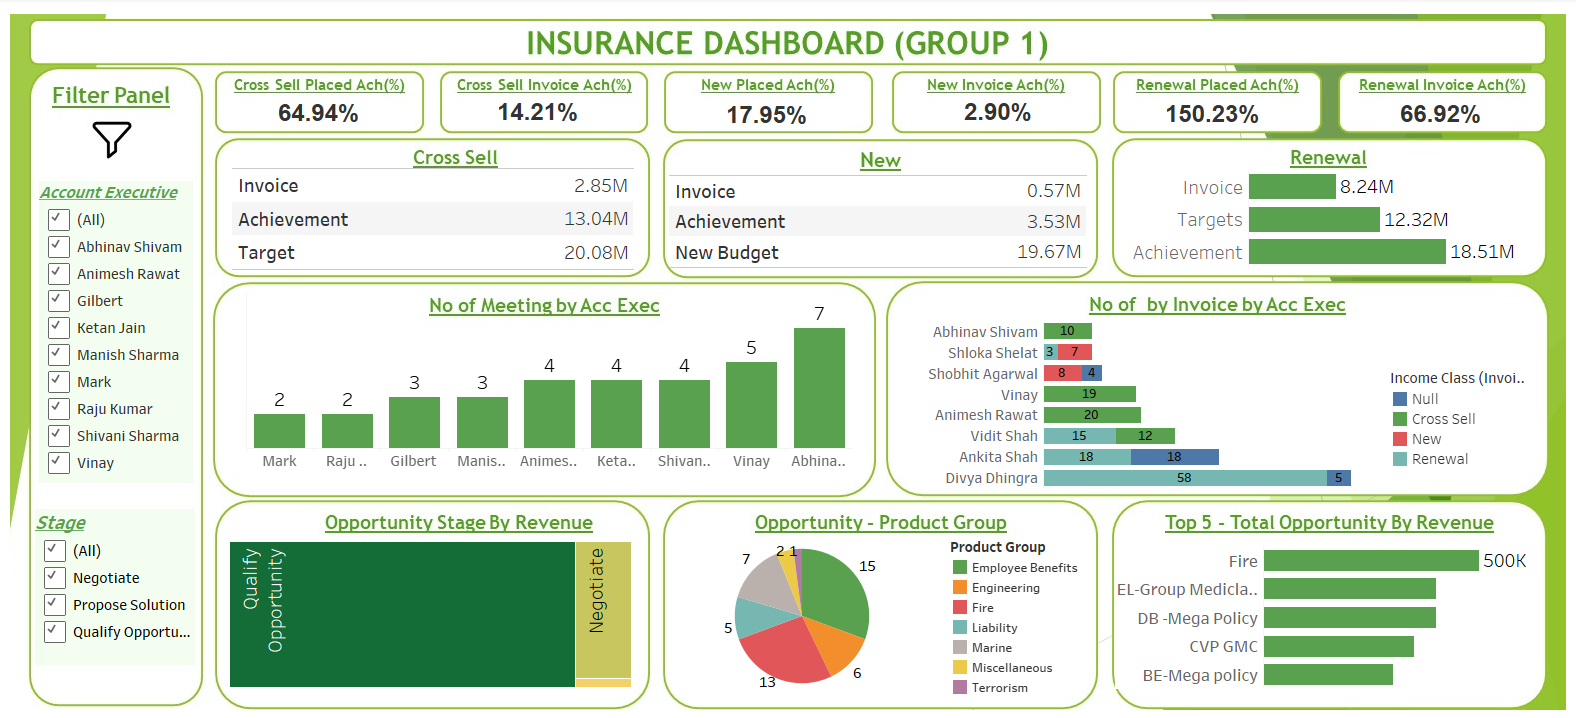 INSURANCE DASHBOARD (GROUP 1)
Filter Panel
Account Executive
(All)
Abhinav Shivam
Animesh Rawat
Gilbert
Ketan Jain
Manish Sharma
Mark
Raju Kumar
Shivani Sharma
Vinay
Stage
(All)
Negotiate
Propose Solution
Qualify Opportu...
Cross Sell Placed Ach(%)
64.94%
Cross Sell Invoice Ach(%)
14.21%
New Placed Ach(%)
17.95%
New Invoice Ach(%)
2.90%
Renewal Placed Ach(%)
150.23%
Renewal Invoice Ach(%)
66.92%
Cross Sell
Invoice 2.85M
Achievement 13.04M
Target 20.08M
New
Invoice 0.57M
Achievement 3.53M
New Budget 19.67M
Renewal
Invoice 8.24M
Targets 12.32M
Achievement 18.51M
No of Meeting by Acc Exec
2 2 3 3 4 4 4 5 7
Mark Raju .. Gilbert Manis.. Animes.. Keta.. Shivan.. Vinay Abhina..
No of  by Invoice by Acc Exec
Abhinav Shivam 10
Shloka Shelat 3 7
Shobhit Agarwal 8 4
Vinay 19
Animesh Rawat 20
Vidit Shah 15 12
Ankita Shah 18 18
Divya Dhingra 58 5
Income Class (Invoi..
Null
Cross Sell
New
Renewal
Opportunity Stage By Revenue
Qualify
Opportunity
Negotiate
Opportunity - Product Group
15
6
13
5
7
2
1
Product Group
Employee Benefits
Engineering
Fire
Liability
Marine
Miscellaneous
Terrorism
Top 5 - Total Opportunity By Revenue
Fire 500K
EL-Group Medicla..
DB -Mega Policy
CVP GMC
BE-Mega policy